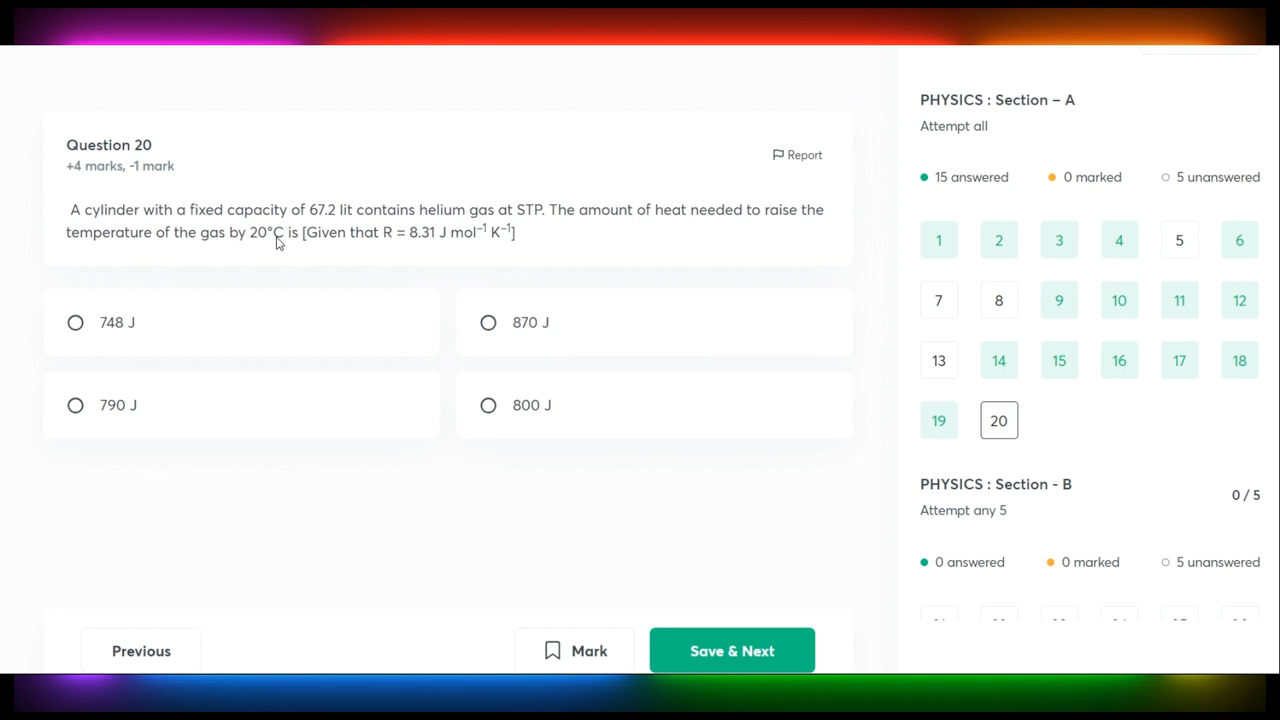 Question 20
+4 marks, -1 mark
Report
A cylinder with a fixed capacity of 67.2 lit contains helium gas at STP. The amount of heat needed to raise the
temperature of the gas by 20°C is [Given that R = 8.31 J mol⁻¹ K⁻¹]
748 J
870 J
790 J
800 J
Previous
Mark
Save & Next
PHYSICS : Section – A
Attempt all
15 answered
0 marked
5 unanswered
1 2 3 4 5 6
7 8 9 10 11 12
13 14 15 16 17 18
19 20
PHYSICS : Section - B
0 / 5
Attempt any 5
0 answered
0 marked
5 unanswered